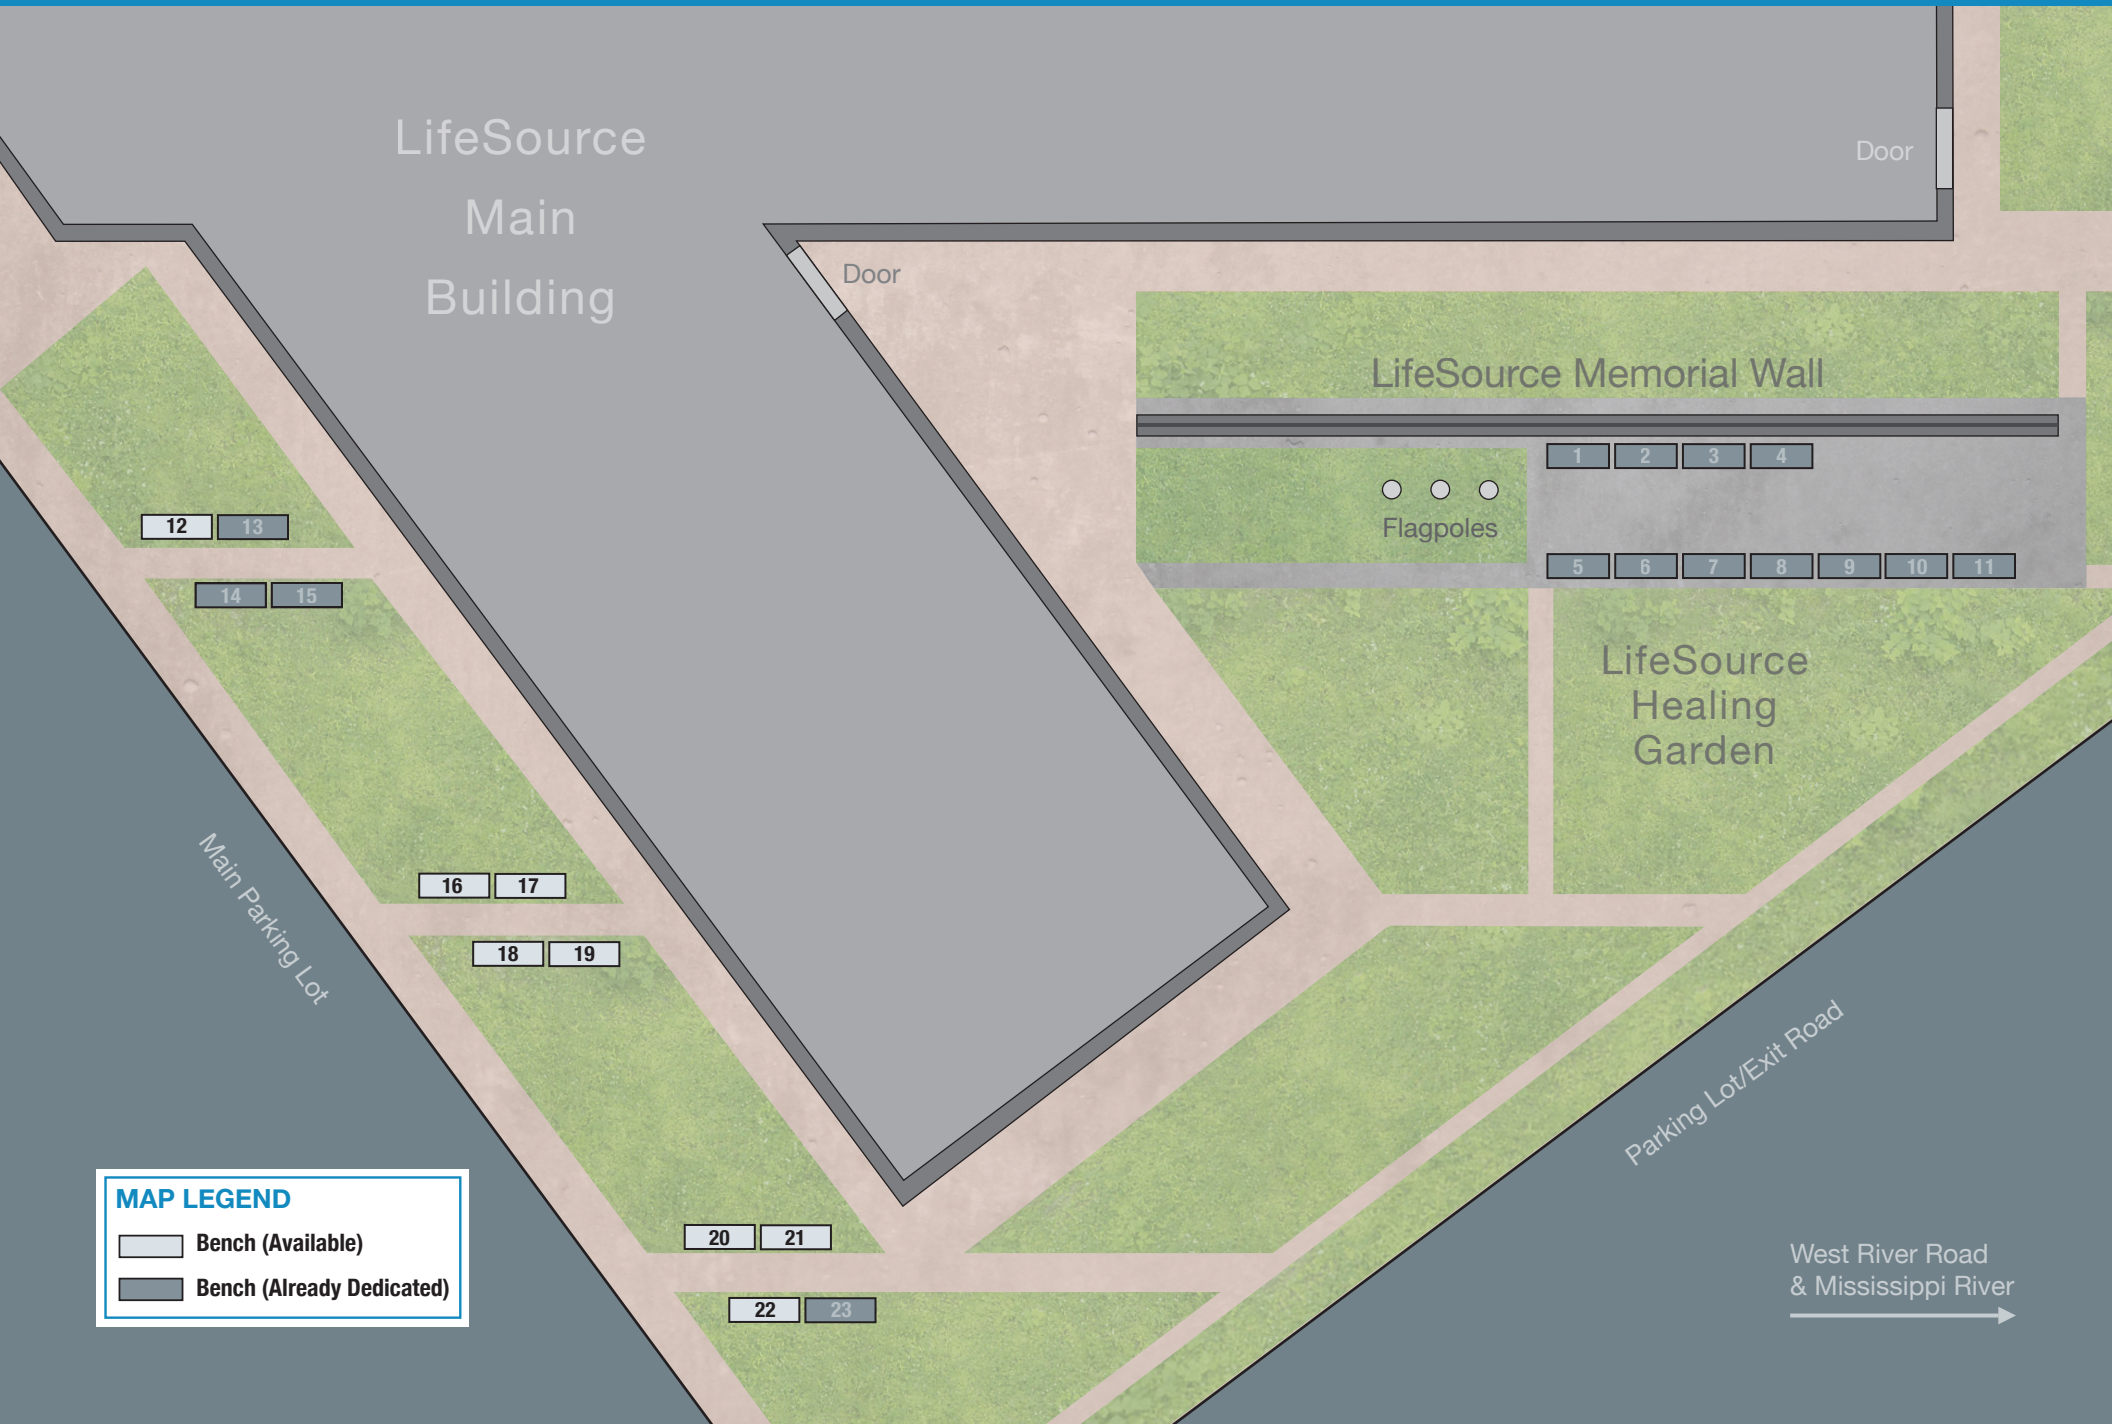 LifeSource
Main
Building
Door
Door
LifeSource Memorial Wall
1 2 3 4
Flagpoles
5 6 7 8 9 10 11
12 13
14 15
LifeSource
Healing
Garden
16 17
18 19
Main Parking Lot
Parking Lot/Exit Road
20 21
22 23
MAP LEGEND
Bench (Available)
Bench (Already Dedicated)
West River Road
& Mississippi River